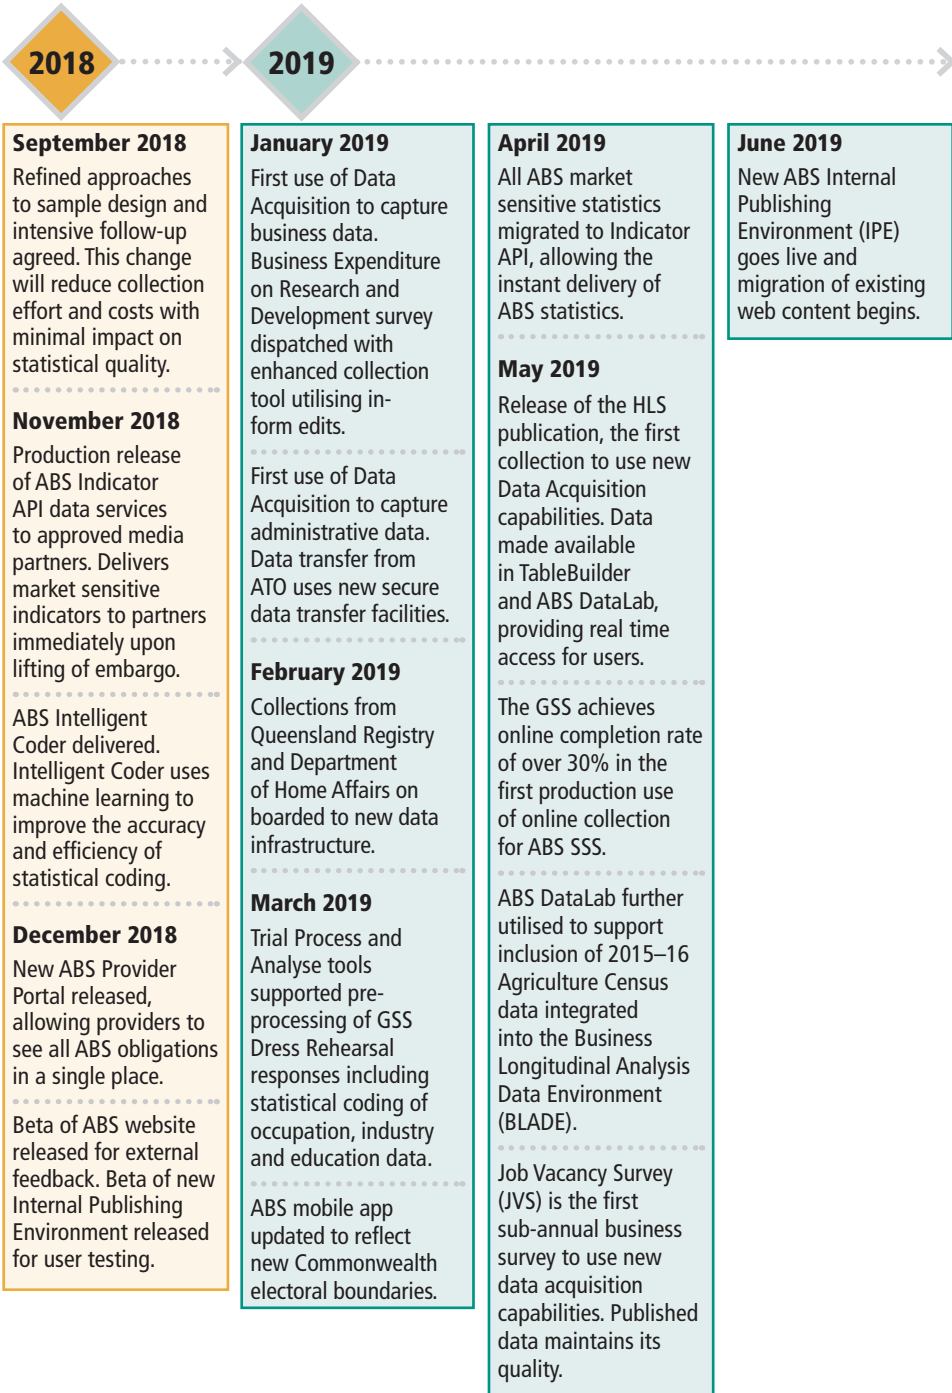 2018
2019
September 2018
Refined approaches
to sample design and
intensive follow-up
agreed. This change
will reduce collection
effort and costs with
minimal impact on
statistical quality.
November 2018
Production release
of ABS Indicator
API data services
to approved media
partners. Delivers
market sensitive
indicators to partners
immediately upon
lifting of embargo.
ABS Intelligent
Coder delivered.
Intelligent Coder uses
machine learning to
improve the accuracy
and efficiency of
statistical coding.
December 2018
New ABS Provider
Portal released,
allowing providers to
see all ABS obligations
in a single place.
Beta of ABS website
released for external
feedback. Beta of new
Internal Publishing
Environment released
for user testing.
January 2019
First use of Data
Acquisition to capture
business data.
Business Expenditure
on Research and
Development survey
dispatched with
enhanced collection
tool utilising in-
form edits.
First use of Data
Acquisition to capture
administrative data.
Data transfer from
ATO uses new secure
data transfer facilities.
February 2019
Collections from
Queensland Registry
and Department
of Home Affairs on
boarded to new data
infrastructure.
March 2019
Trial Process and
Analyse tools
supported pre-
processing of GSS
Dress Rehearsal
responses including
statistical coding of
occupation, industry
and education data.
ABS mobile app
updated to reflect
new Commonwealth
electoral boundaries.
April 2019
All ABS market
sensitive statistics
migrated to Indicator
API, allowing the
instant delivery of
ABS statistics.
May 2019
Release of the HLS
publication, the first
collection to use new
Data Acquisition
capabilities. Data
made available
in TableBuilder
and ABS DataLab,
providing real time
access for users.
The GSS achieves
online completion rate
of over 30% in the
first production use
of online collection
for ABS SSS.
ABS DataLab further
utilised to support
inclusion of 2015–16
Agriculture Census
data integrated
into the Business
Longitudinal Analysis
Data Environment
(BLADE).
Job Vacancy Survey
(JVS) is the first
sub-annual business
survey to use new
data acquisition
capabilities. Published
data maintains its
quality.
June 2019
New ABS Internal
Publishing
Environment (IPE)
goes live and
migration of existing
web content begins.